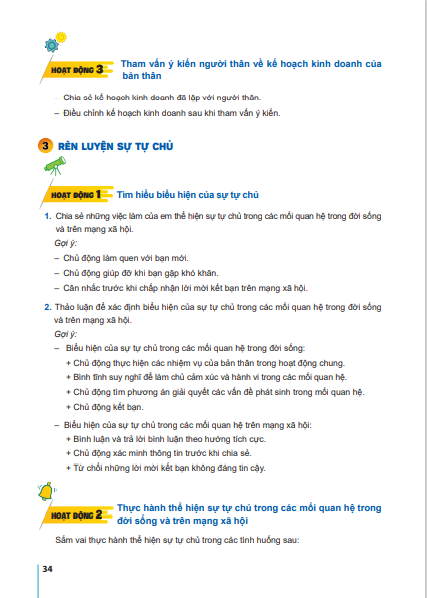 HOẠT ĐỘNG 3
Tham vấn ý kiến người thân về kế hoạch kinh doanh của
bản thân
– Chia sẻ kế hoạch kinh doanh đã lập với người thân.
– Điều chỉnh kế hoạch kinh doanh sau khi tham vấn ý kiến.
3 RÈN LUYỆN SỰ TỰ CHỦ
HOẠT ĐỘNG 1 Tìm hiểu biểu hiện của sự tự chủ
1. Chia sẻ những việc làm của em thể hiện sự tự chủ trong các mối quan hệ trong đời sống
và trên mạng xã hội.
Gợi ý:
– Chủ động làm quen với bạn mới.
– Chủ động giúp đỡ khi bạn gặp khó khăn.
– Cân nhắc trước khi chấp nhận lời mời kết bạn trên mạng xã hội.
2. Thảo luận để xác định biểu hiện của sự tự chủ trong các mối quan hệ trong đời sống
và trên mạng xã hội.
Gợi ý:
– Biểu hiện của sự tự chủ trong các mối quan hệ trong đời sống:
+ Chủ động thực hiện các nhiệm vụ của bản thân trong hoạt động chung.
+ Bình tĩnh suy nghĩ để làm chủ cảm xúc và hành vi trong các mối quan hệ.
+ Chủ động tìm phương án giải quyết các vấn đề phát sinh trong mối quan hệ.
+ Chủ động kết bạn.
– Biểu hiện của sự tự chủ trong các mối quan hệ trên mạng xã hội:
+ Bình luận và trả lời bình luận theo hướng tích cực.
+ Chủ động xác minh thông tin trước khi chia sẻ.
+ Từ chối những lời mời kết bạn không đáng tin cậy.
HOẠT ĐỘNG 2
Thực hành thể hiện sự tự chủ trong các mối quan hệ trong
đời sống và trên mạng xã hội
Sắm vai thực hành thể hiện sự tự chủ trong các tình huống sau:
34